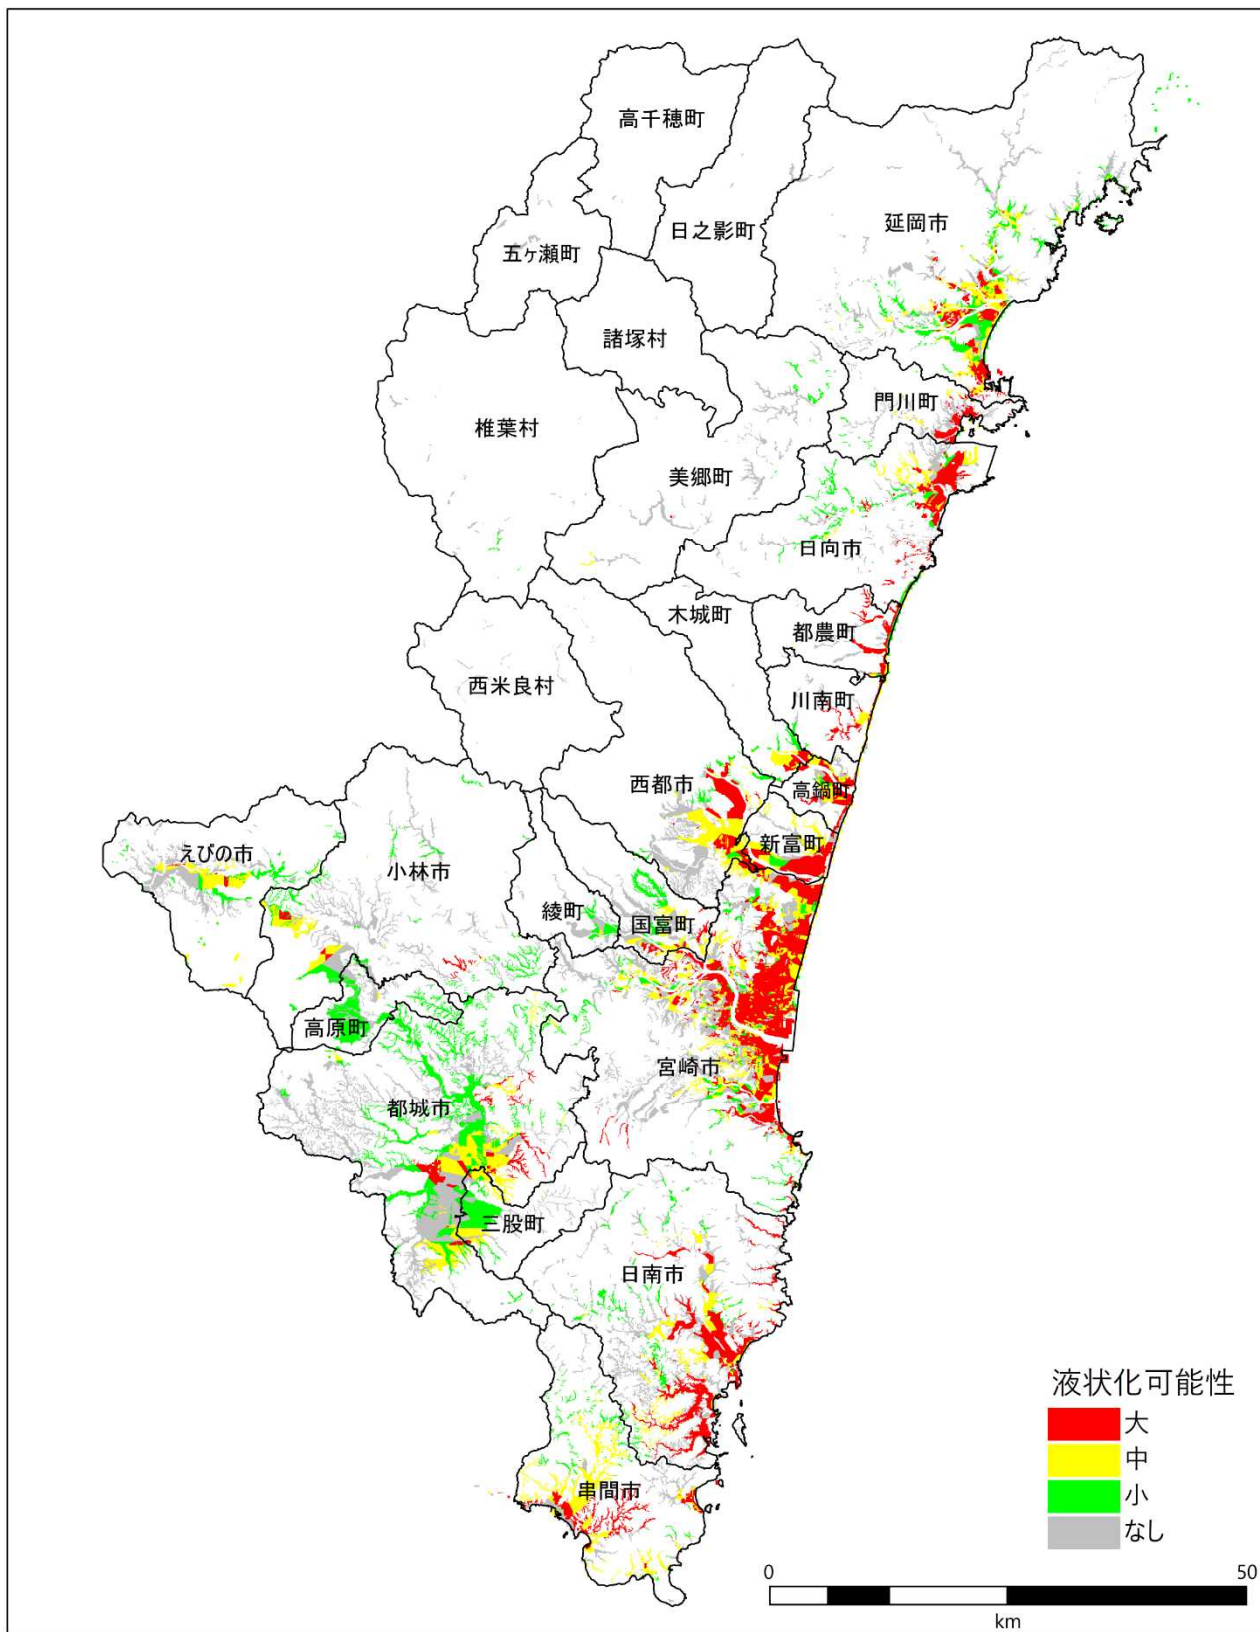 高千穂町
延岡市
日之影町
五ヶ瀬町
諸塚村
門川町
椎葉村
美郷町
日向市
木城町
都農町
西米良村
川南町
西都市
高鍋町
新富町
えびの市
小林市
綾町
国富町
高原町
宮崎市
都城市
三股町
日南市
串間市
液状化可能性
大
中
小
なし
0 50
km